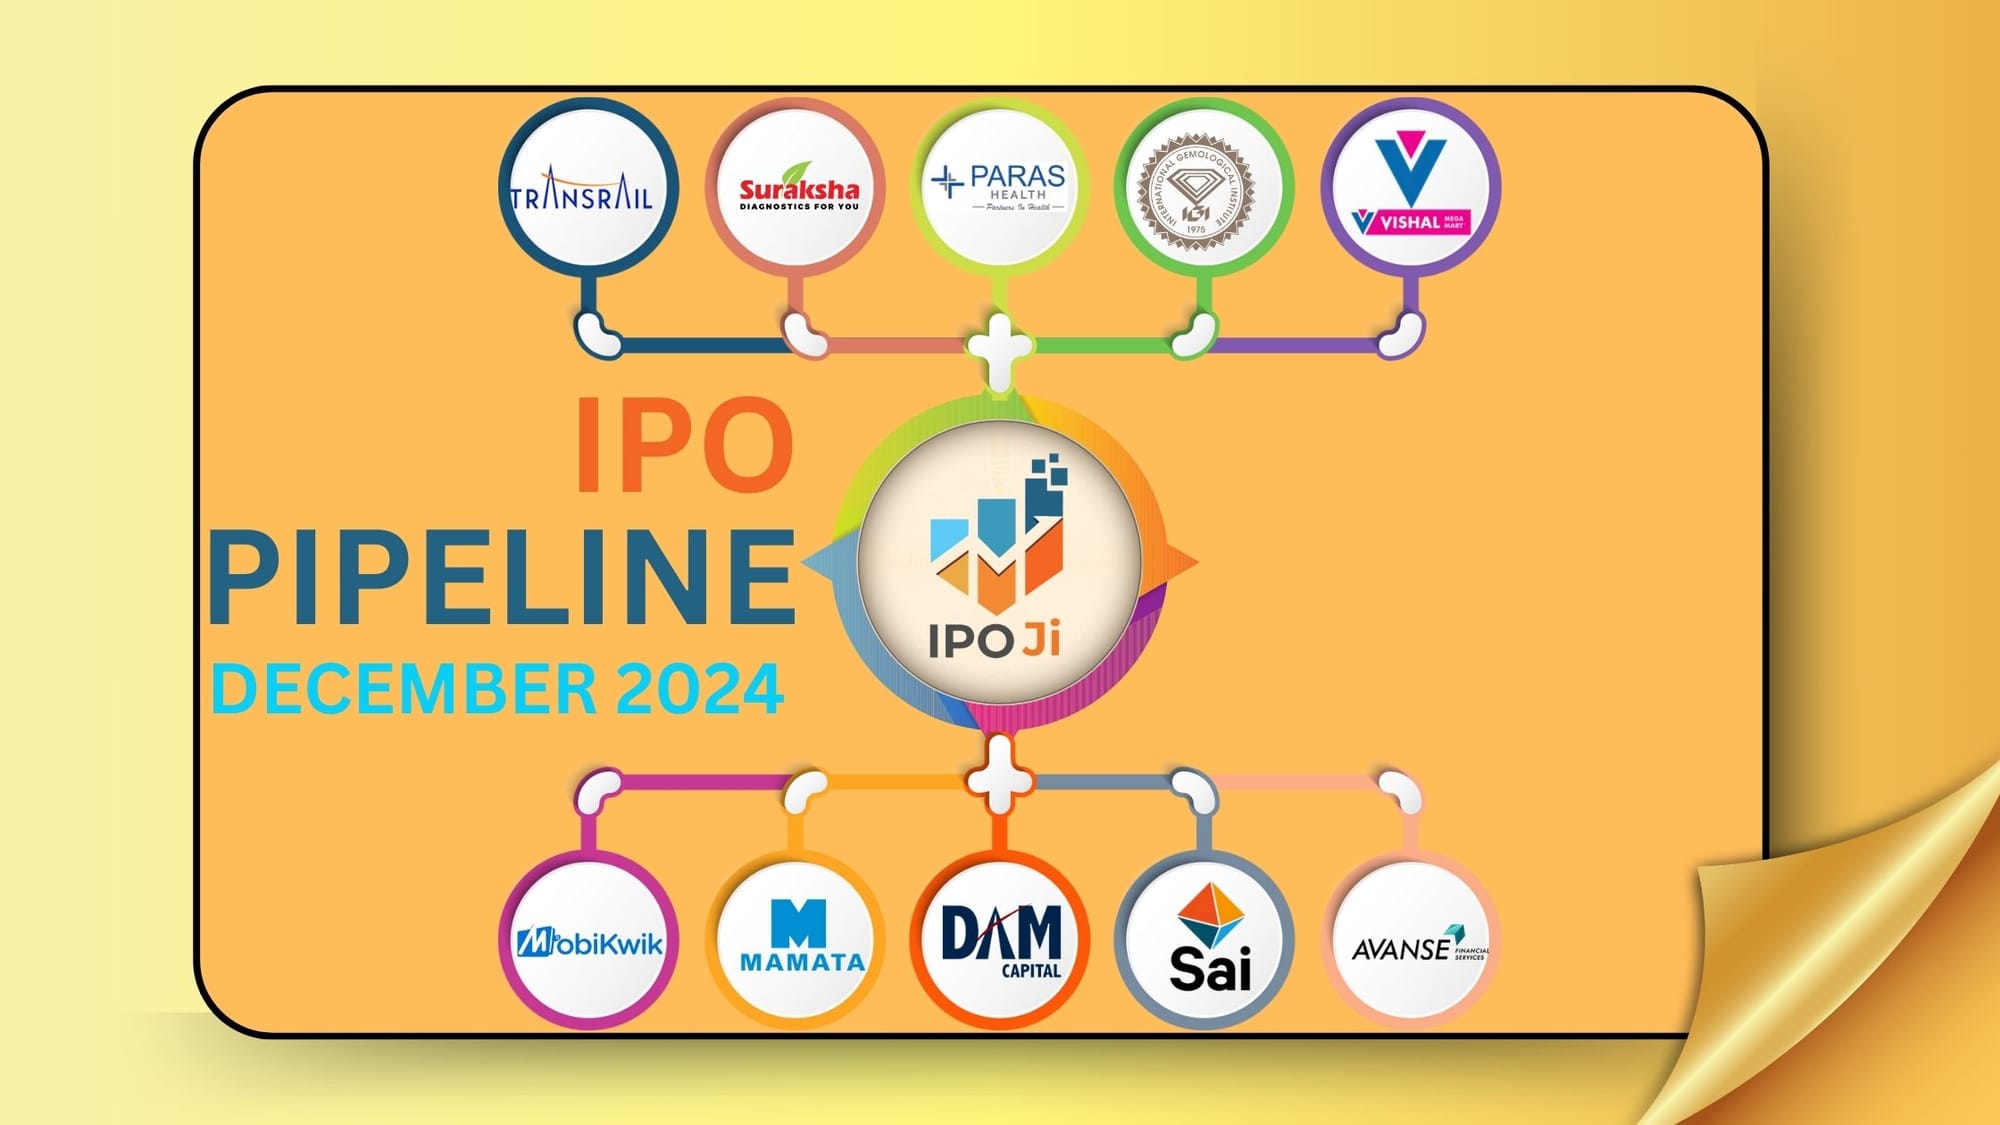 TRANSRAIL
Suraksha
DIAGNOSTICS FOR YOU
PARAS
HEALTH
Partners In Health
INTERNATIONAL GEMOLOGICAL INSTITUTE
IGI
1975
V
VISHAL MEGA MART
IPO
PIPELINE
DECEMBER 2024
IPO Ji
MobiKwik
MAMATA
DAM
CAPITAL
Sai
AVANSE FINANCIAL SERVICES